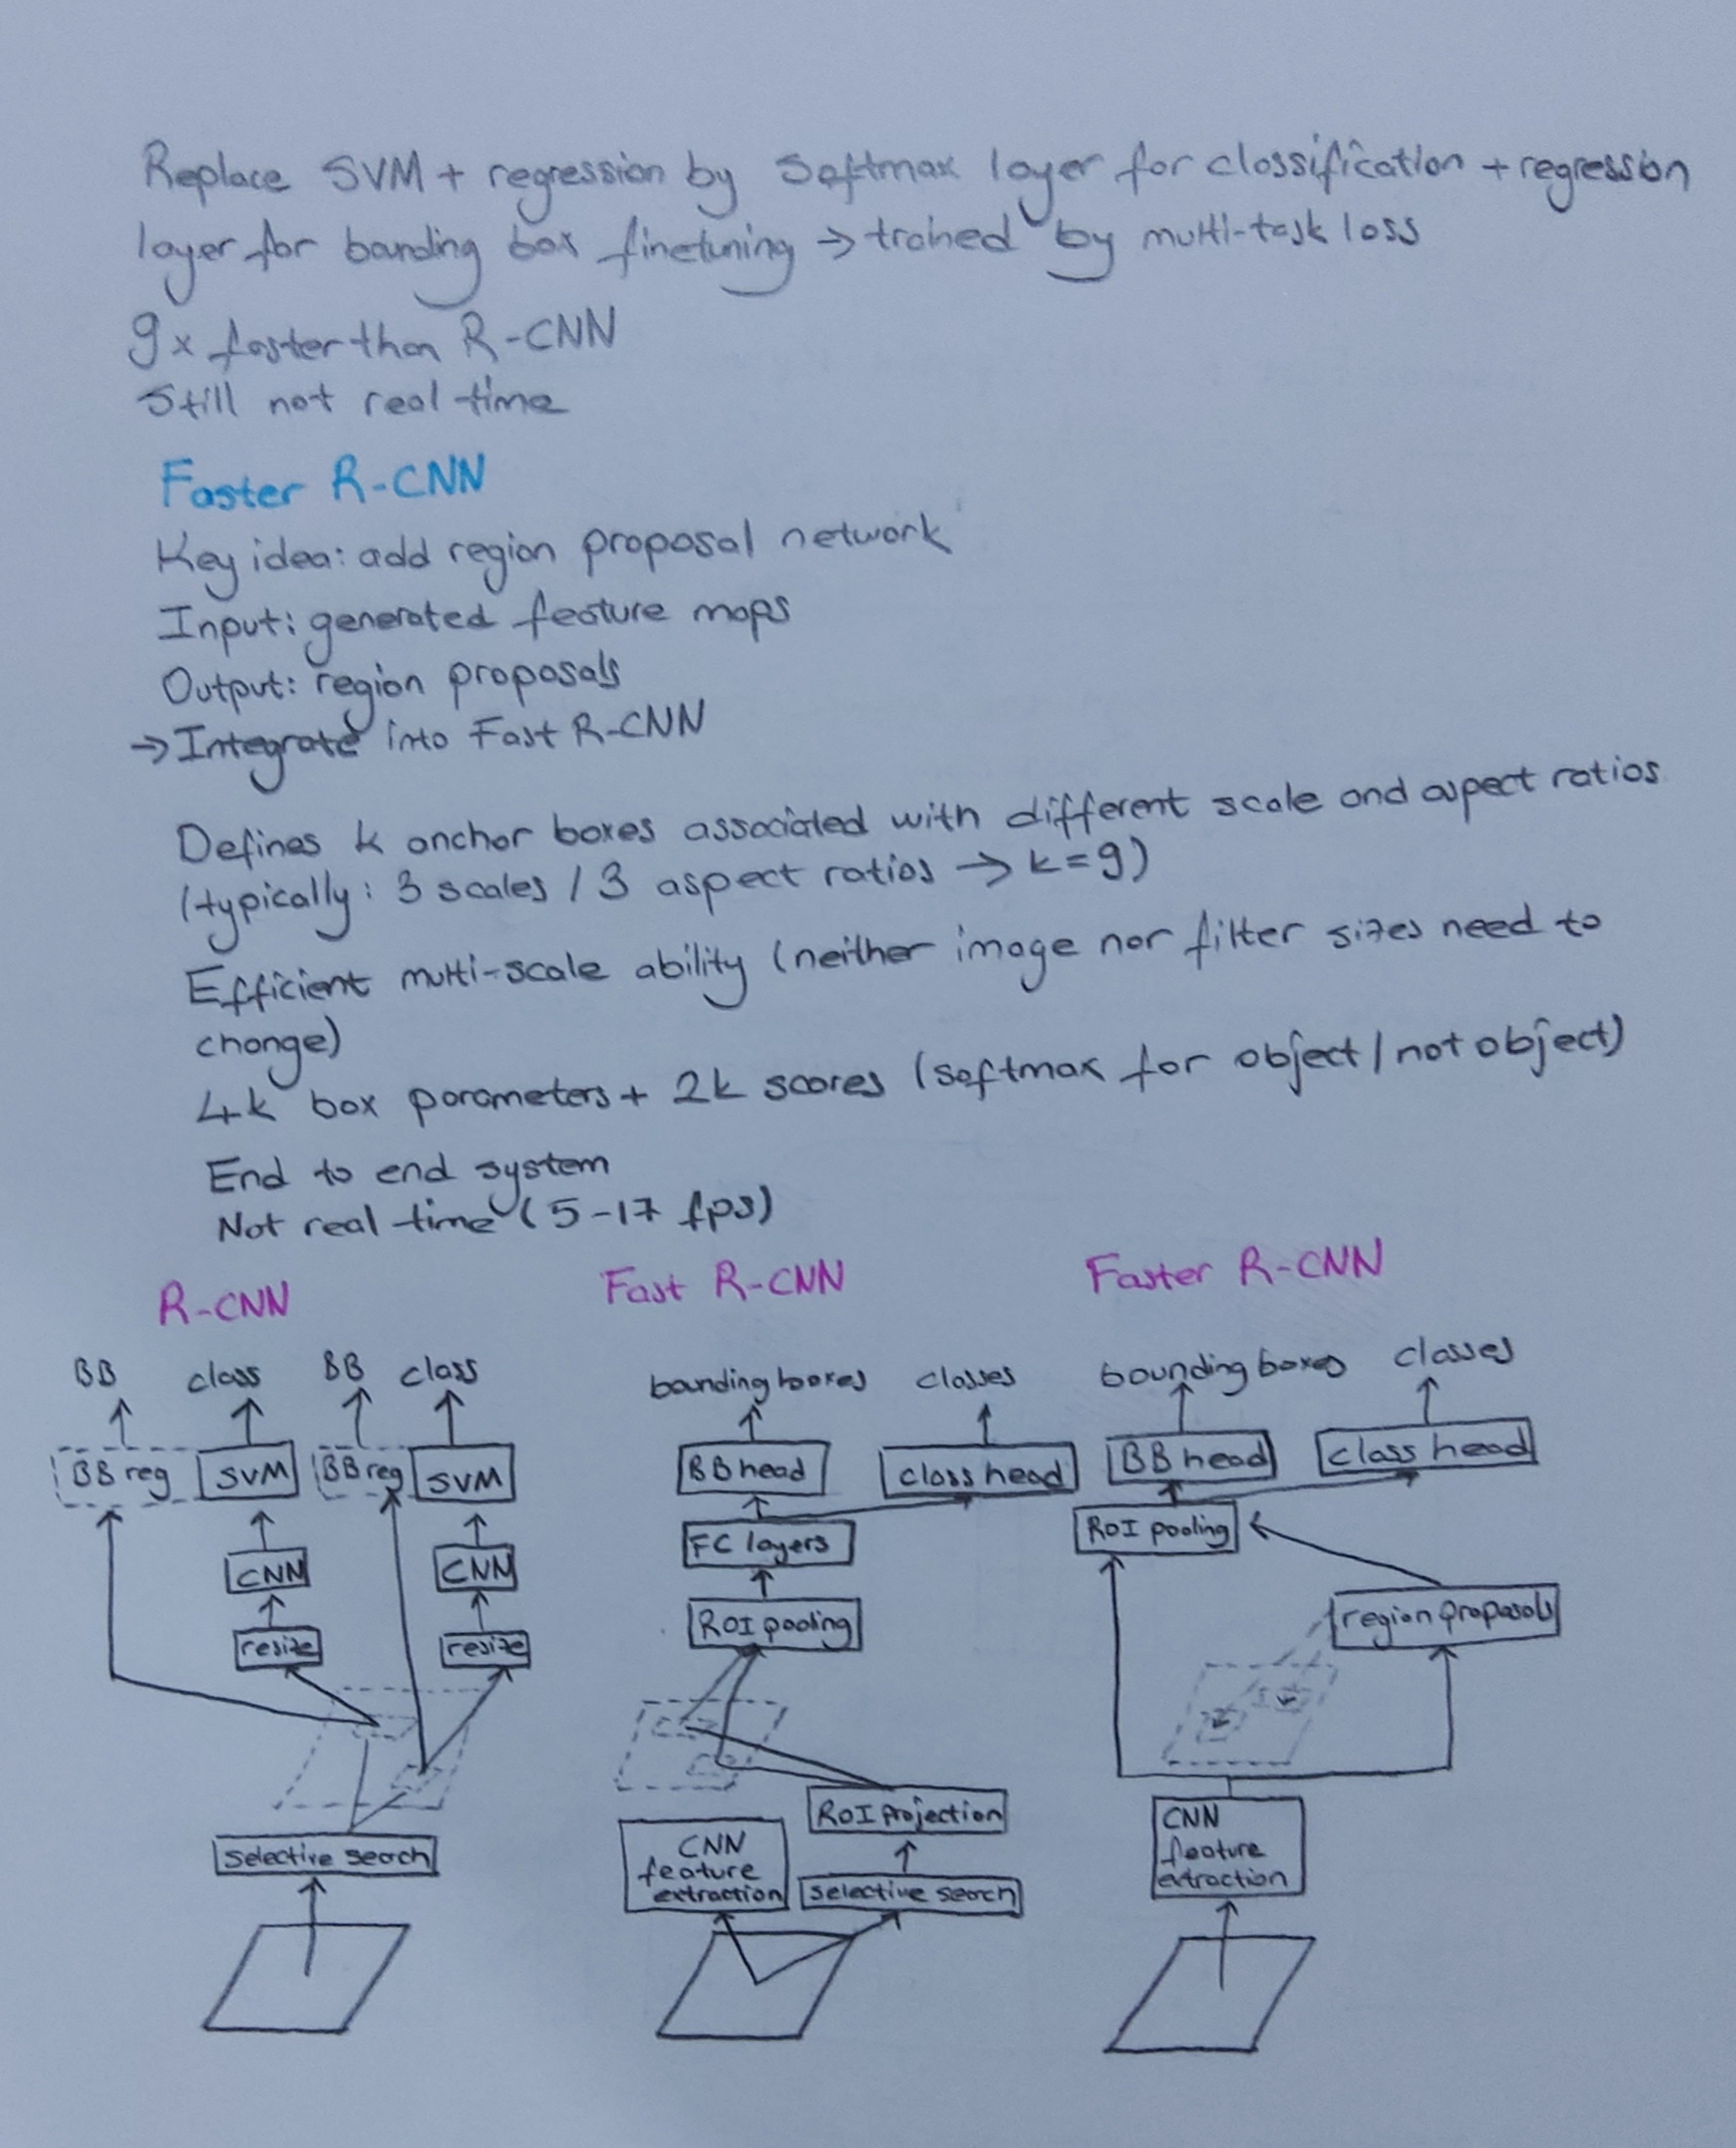 Replace SVM + regression by Softmax layer for classification + regression
layer for bounding box finetuning → trained by multi-task loss
9x faster than R-CNN
Still not real time
Faster R-CNN
Key idea: add region proposal network
Input: generated feature maps
Output: region proposals
→ Integrate into Fast R-CNN
Defines k anchor boxes associated with different scale and aspect ratios
(typically: 3 scales / 3 aspect ratios → k=9)
Efficient multi-scale ability (neither image nor filter sizes need to
change)
4k box parameters + 2k scores (softmax for object / not object)
End to end system
Not real time (5-17 fps)
R-CNN
BB class BB class
BB reg SVM BB reg SVM
CNN CNN
resize resize
selective search
Fast R-CNN
bounding boxes classes
BB head class head
FC layers
ROI pooling
ROI projection
CNN
feature
extraction
selective search
Faster R-CNN
bounding boxes classes
BB head class head
ROI pooling
region proposals
CNN
feature
extraction